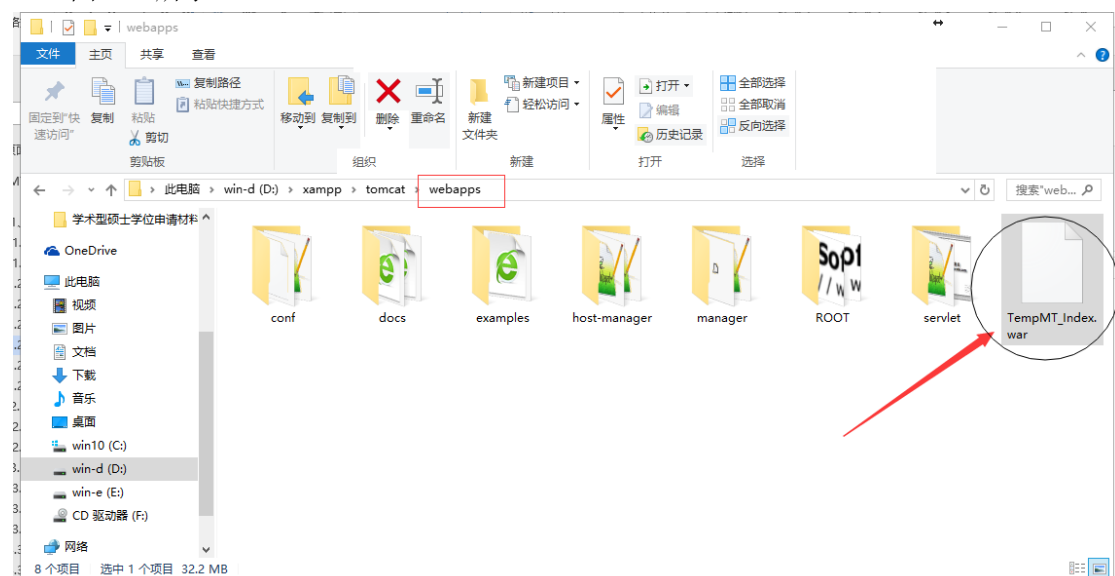 webapps
文件 主页 共享 查看
固定到"快
速访问"
复制
粘贴
复制路径
粘贴快捷方式
剪切
移动到 复制到 删除 重命名
新建
文件夹
新建项目
轻松访问
属性
打开
编辑
历史记录
全部选择
全部取消
反向选择
剪贴板 组织 新建 打开 选择
此电脑 › win-d (D:) › xampp › tomcat › webapps
搜索"web...
学术型硕士学位申请材料
OneDrive
此电脑
视频
图片
文档
下载
音乐
桌面
win10 (C:)
win-d (D:)
win-e (E:)
CD 驱动器 (F:)
网络
conf docs examples host-manager manager ROOT servlet TempMT_Index.
war
8 个项目 选中 1 个项目 32.2 MB